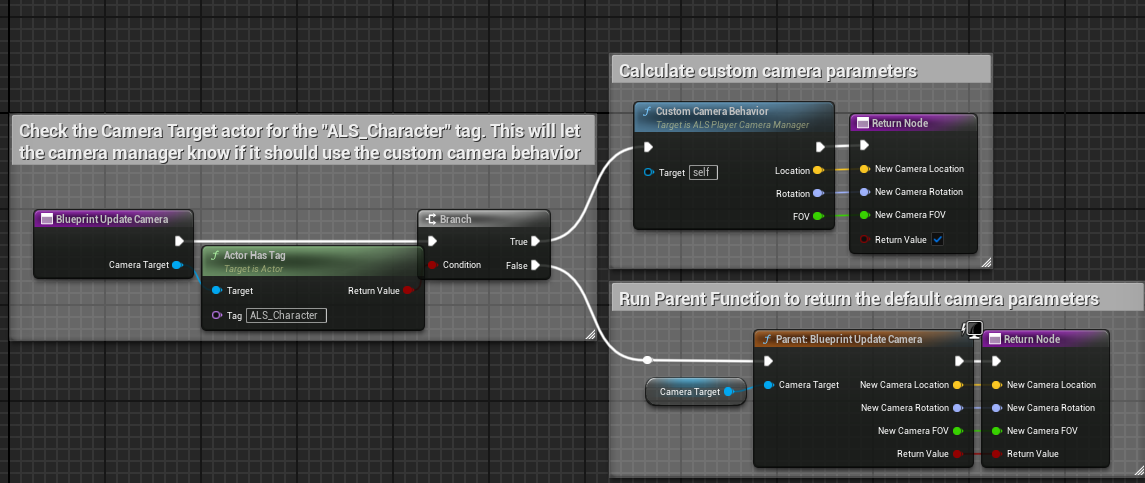 Check the Camera Target actor for the "ALS_Character" tag. This will let
the camera manager know if it should use the custom camera behavior
Blueprint Update Camera
Camera Target
Actor Has Tag
Target is Actor
Target
Return Value
Tag ALS_Character
Branch
True
Condition
False
Calculate custom camera parameters
Custom Camera Behavior
Target is ALS Player Camera Manager
Target self
Location
Rotation
FOV
Return Node
New Camera Location
New Camera Rotation
New Camera FOV
Return Value
Run Parent Function to return the default camera parameters
Camera Target
Parent: Blueprint Update Camera
Camera Target
New Camera Location
New Camera Rotation
New Camera FOV
Return Value
Return Node
New Camera Location
New Camera Rotation
New Camera FOV
Return Value